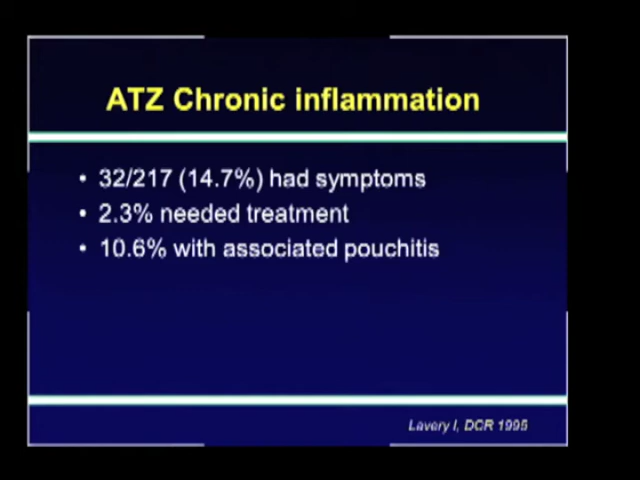 ATZ Chronic inflammation
• 32/217 (14.7%) had symptoms
• 2.3% needed treatment
• 10.6% with associated pouchitis
Lavery I, DCR 1995